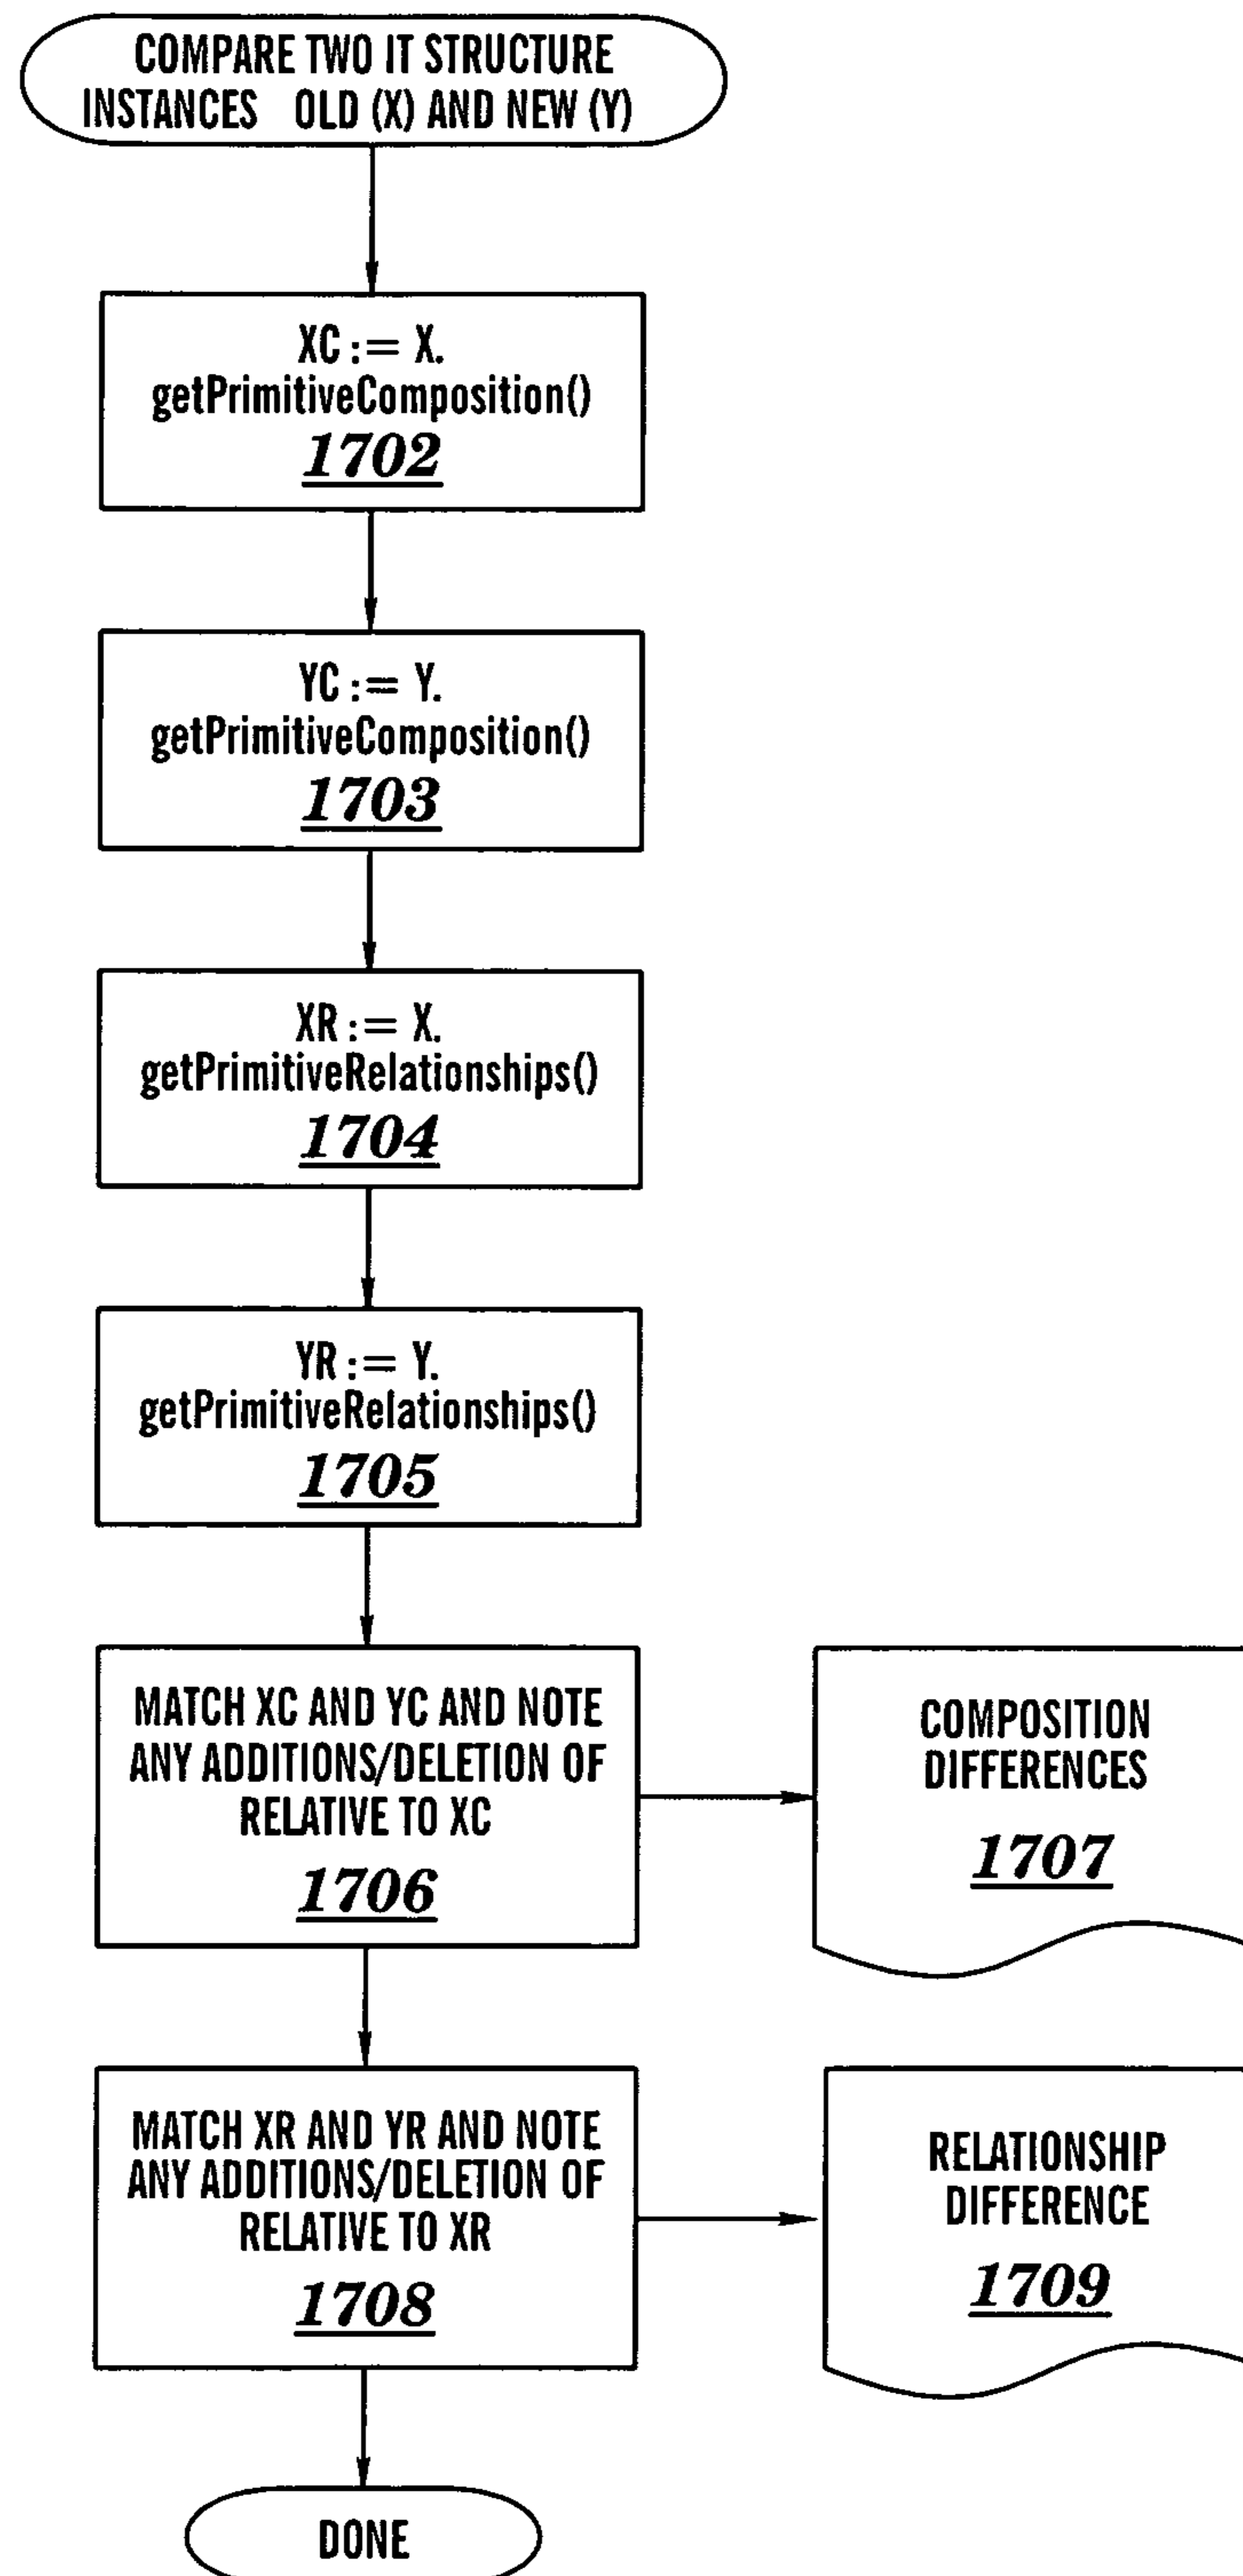 COMPARE TWO IT STRUCTURE
INSTANCES OLD (X) AND NEW (Y)
XC := X.
getPrimitiveComposition()
1702
YC := Y.
getPrimitiveComposition()
1703
XR := X.
getPrimitiveRelationships()
1704
YR := Y.
getPrimitiveRelationships()
1705
MATCH XC AND YC AND NOTE
ANY ADDITIONS/DELETION OF
RELATIVE TO XC
1706
COMPOSITION
DIFFERENCES
1707
MATCH XR AND YR AND NOTE
ANY ADDITIONS/DELETION OF
RELATIVE TO XR
1708
RELATIONSHIP
DIFFERENCE
1709
DONE